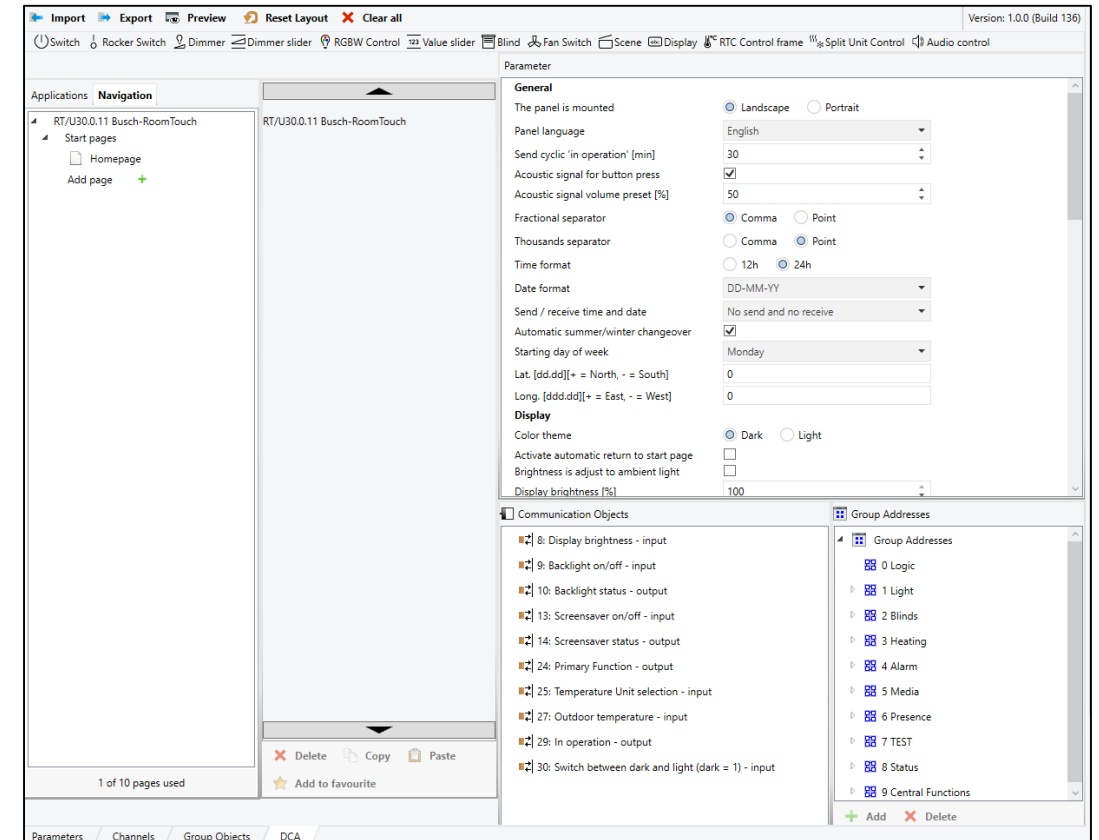 Import Export Preview Reset Layout Clear all Version: 1.0.0 (Build 136)
Switch Rocker Switch Dimmer Dimmer slider RGBW Control 123 Value slider Blind Fan Switch Scene abc Display °C RTC Control frame Split Unit Control Audio control
Parameter
Applications Navigation
RT/U30.0.11 Busch-RoomTouch
Start pages
Homepage
Add page +
1 of 10 pages used
RT/U30.0.11 Busch-RoomTouch
Delete Copy Paste
Add to favourite
General
The panel is mounted Landscape Portrait
Panel language English
Send cyclic 'in operation' [min] 30
Acoustic signal for button press
Acoustic signal volume preset [%] 50
Fractional separator Comma Point
Thousands separator Comma Point
Time format 12h 24h
Date format DD-MM-YY
Send / receive time and date No send and no receive
Automatic summer/winter changeover
Starting day of week Monday
Lat. [dd.dd][+ = North, - = South] 0
Long. [ddd.dd][+ = East, - = West] 0
Display
Color theme Dark Light
Activate automatic return to start page
Brightness is adjust to ambient light
Display brightness [%] 100
Communication Objects
8: Display brightness - input
9: Backlight on/off - input
10: Backlight status - output
13: Screensaver on/off - input
14: Screensaver status - output
24: Primary Function - output
25: Temperature Unit selection - input
27: Outdoor temperature - input
29: In operation - output
30: Switch between dark and light (dark = 1) - input
Group Addresses
Group Addresses
0 Logic
1 Light
2 Blinds
3 Heating
4 Alarm
5 Media
6 Presence
7 TEST
8 Status
9 Central Functions
Add Delete
Parameters Channels Group Objects DCA